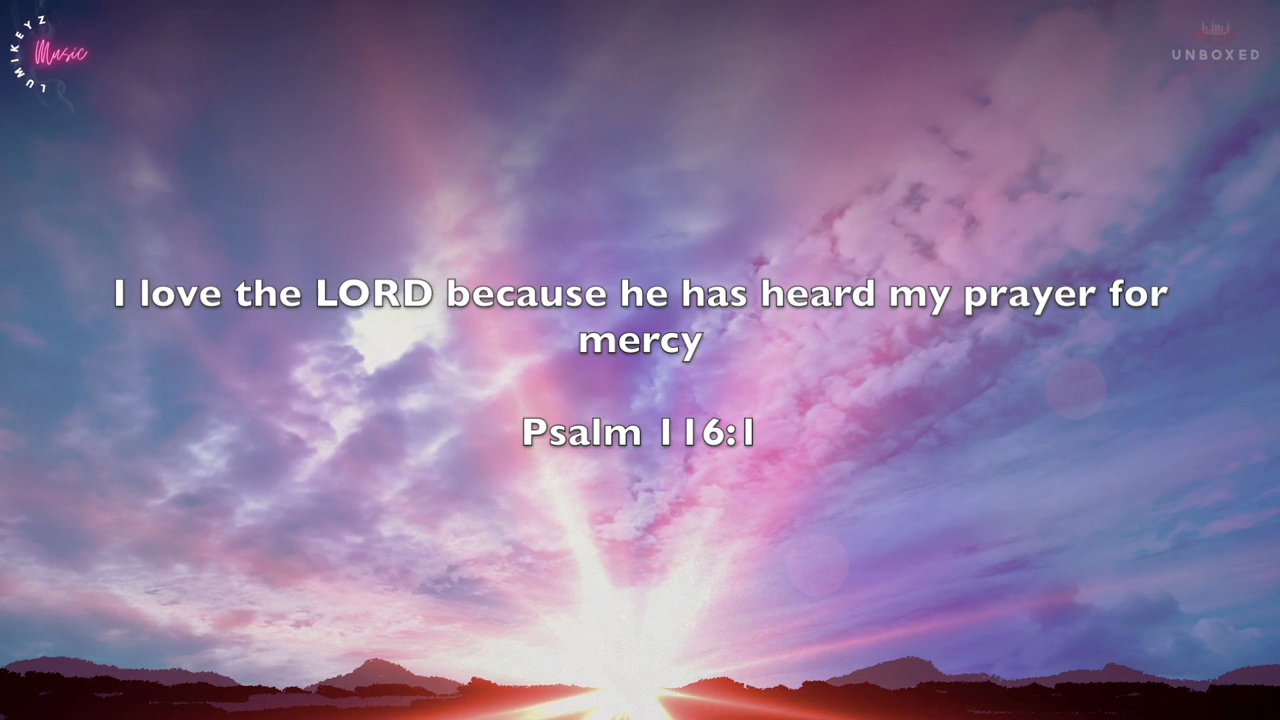 LUMIKEYZ
Music
UNBOXED
I love the LORD because he has heard my prayer for
mercy
Psalm 116:1